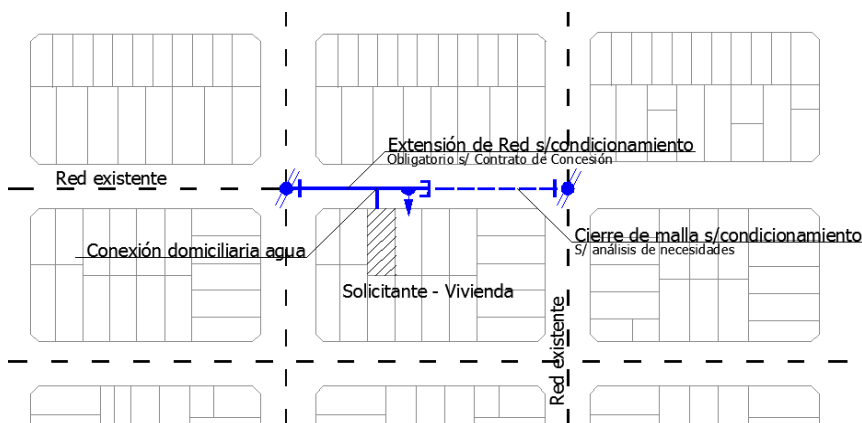 Extensión de Red s/condicionamiento
Obligatorio s/ Contrato de Concesión
Red existente
Conexión domiciliaria agua
Cierre de malla s/condicionamiento
S/ análisis de necesidades
Solicitante - Vivienda
Red existente